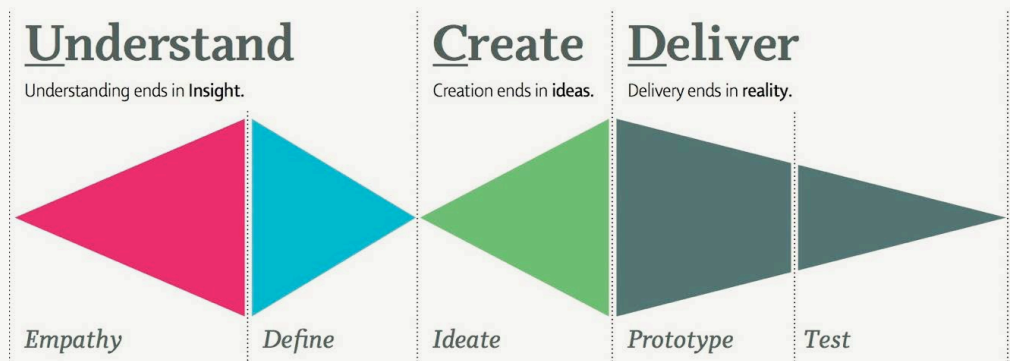 Understand
Understanding ends in Insight.
Create
Creation ends in ideas.
Deliver
Delivery ends in reality.
Empathy
Define
Ideate
Prototype
Test